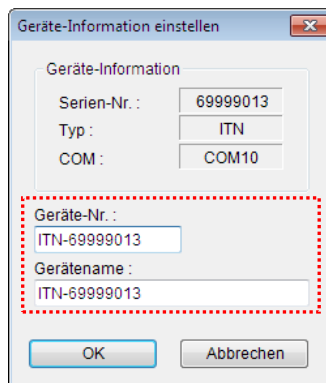 Geräte-Information einstellen
Geräte-Information
Serien-Nr. : 69999013
Typ : ITN
COM : COM10
Geräte-Nr. :
ITN-69999013
Gerätename :
ITN-69999013
OK Abbrechen